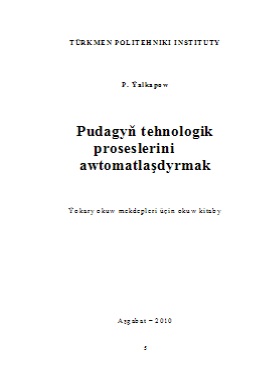 TÜRKMEN POLITEHNIKI INSTITUTY
P. Ýalkapow
Pudagyň tehnologik
proseslerini
awtomatlaşdyrmak
Ýokary okuw mekdepleri üçin okuw kitaby
Aşgabat – 2010
5